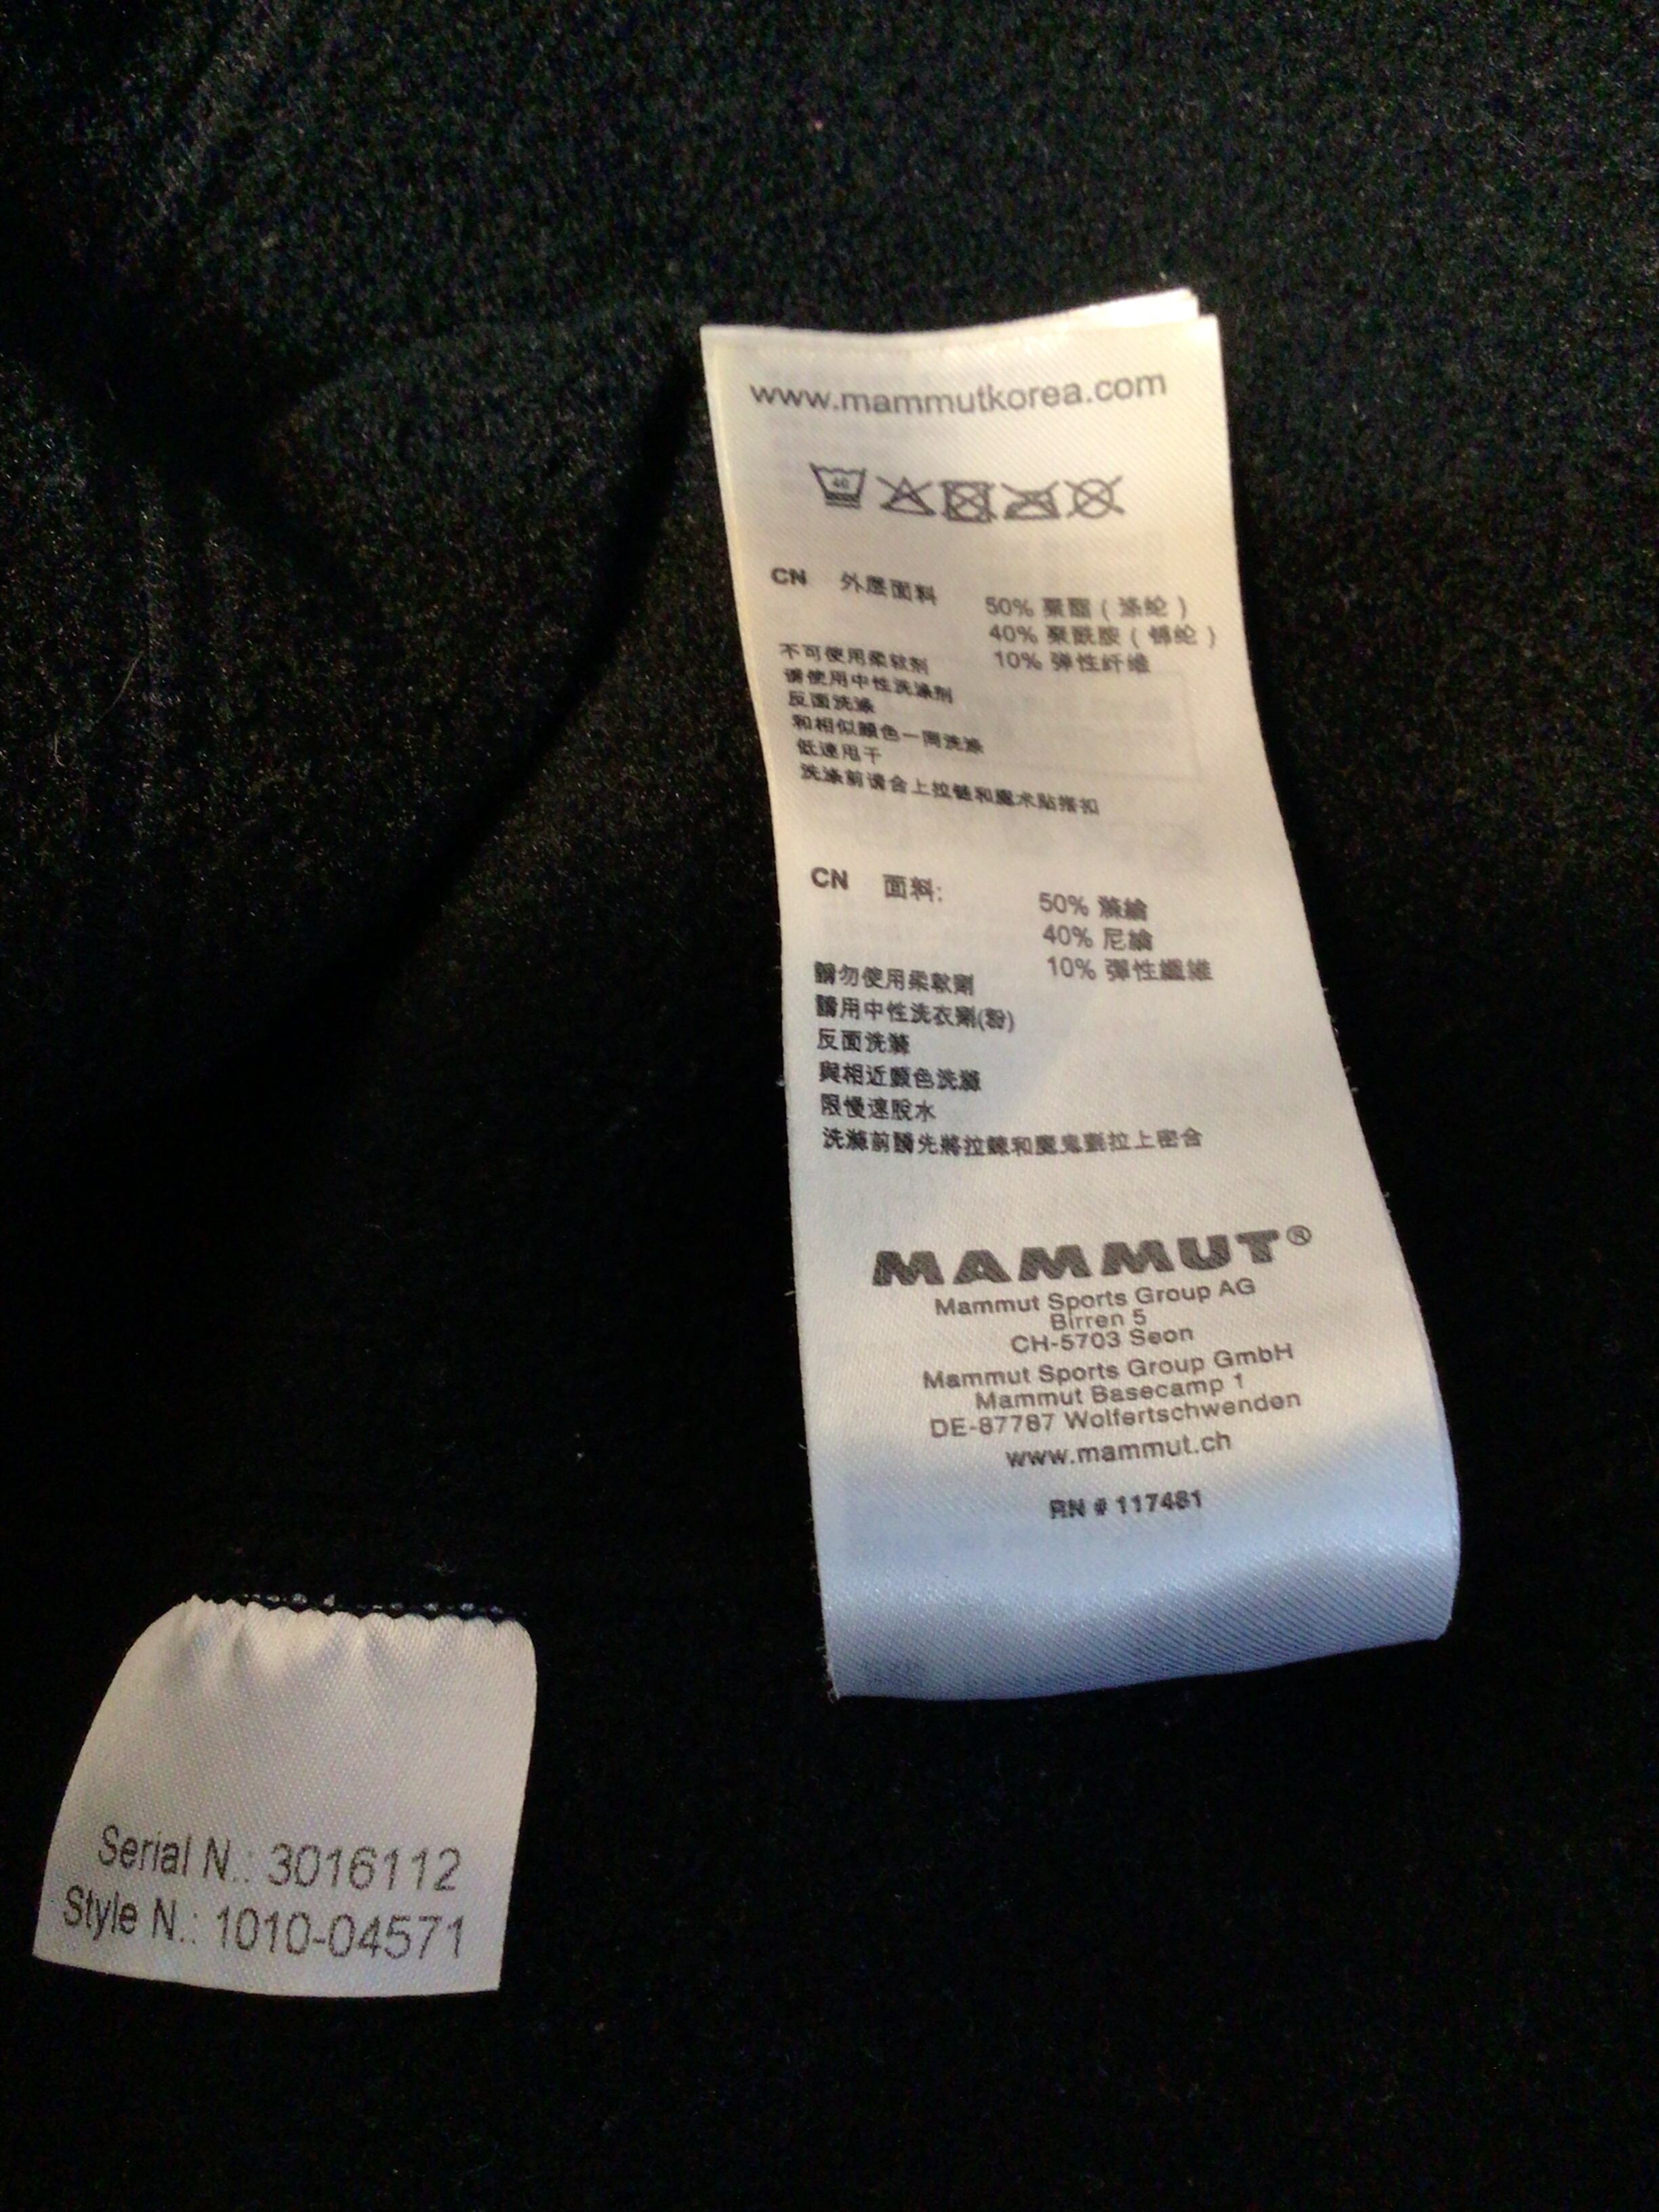 www.mammutkorea.com
40
CN 外层面料 50% 聚酯（涤纶）
40% 聚酰胺（锦纶）
10% 弹性纤维
不可使用柔软剂
请使用中性洗涤剂
反面洗涤
和相似颜色一同洗涤
低速甩干
洗涤前请合上拉链和魔术贴搭扣
CN 面料: 50% 滌綸
40% 尼綸
10% 彈性纖維
請勿使用柔軟劑
請用中性洗衣劑(粉)
反面洗滌
與相近顏色洗滌
限慢速脫水
洗滌前請先將拉鍊和魔鬼氈拉上密合
MAMMUT®
Mammut Sports Group AG
Birren 5
CH-5703 Seon
Mammut Sports Group GmbH
Mammut Basecamp 1
DE-87787 Wolfertschwenden
www.mammut.ch
RN # 117481
Serial N.: 3016112
Style N.: 1010-04571